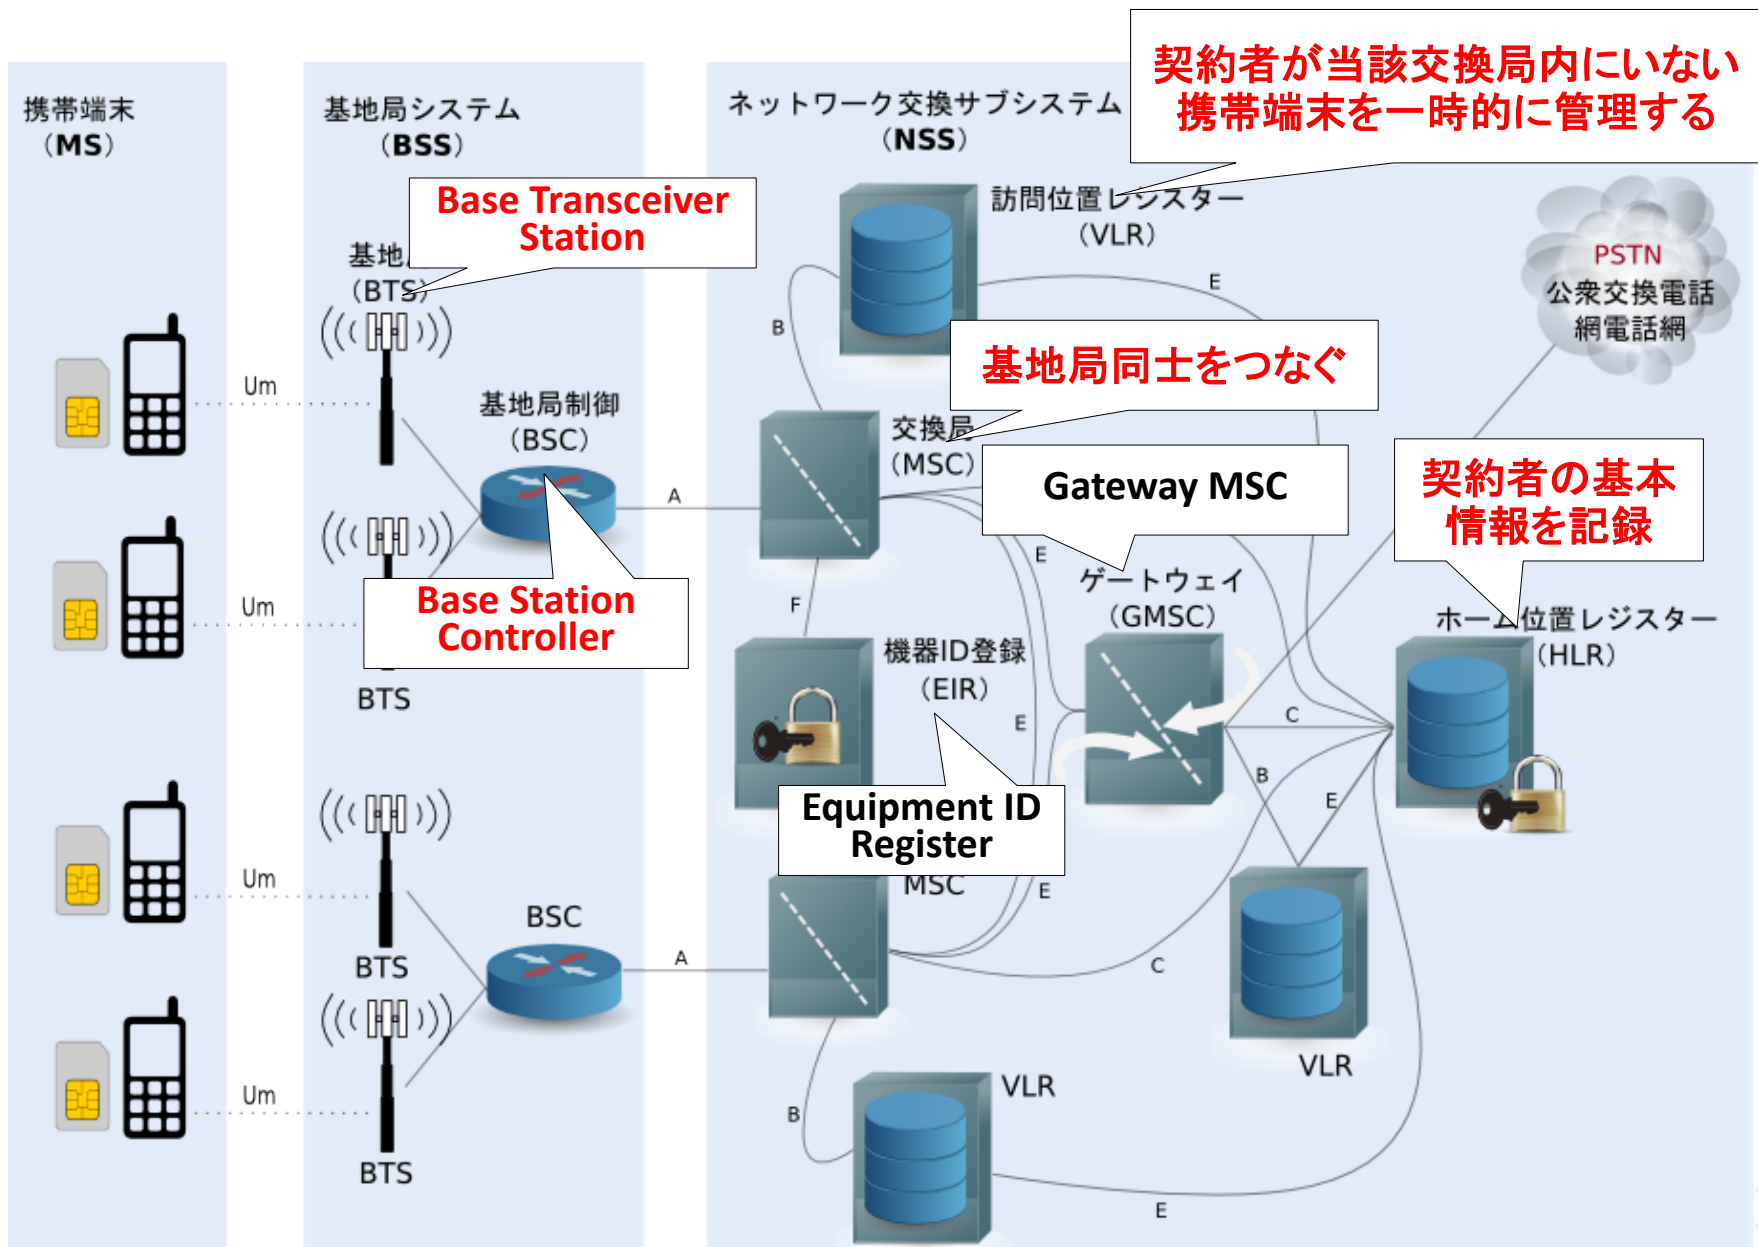 契約者が当該交換局内にいない
携帯端末を一時的に管理する
携帯端末
（MS）
基地局システム
（BSS）
ネットワーク交換サブシステム
（NSS）
Base Transceiver
Station
基地
（BTS）
訪問位置レジスター
（VLR）
PSTN
公衆交換電話
網電話網
E
B
基地局同士をつなぐ
Um
基地局制御
（BSC）
交換局
（MSC）
Gateway MSC
契約者の基本
情報を記録
A
E
ゲートウェイ
（GMSC）
F
Um
Base Station
Controller
ホーム位置レジスター
（HLR）
機器ID登録
（EIR）
BTS
E
C
B
E
Equipment ID
Register
MSC
E
Um
BSC
BTS
A
C
VLR
VLR
Um
B
BTS
E